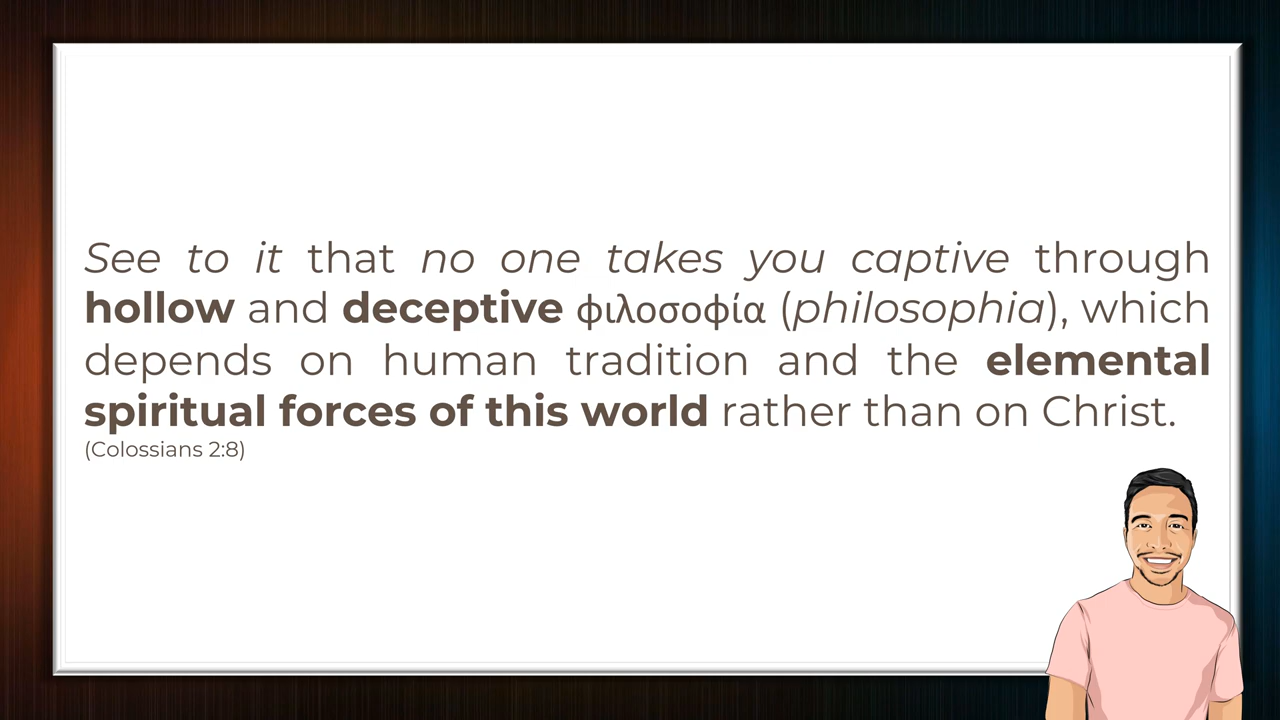 See to it that no one takes you captive through
hollow and deceptive φιλοσοφία (philosophia), which
depends on human tradition and the elemental
spiritual forces of this world rather than on Christ.
(Colossians 2:8)